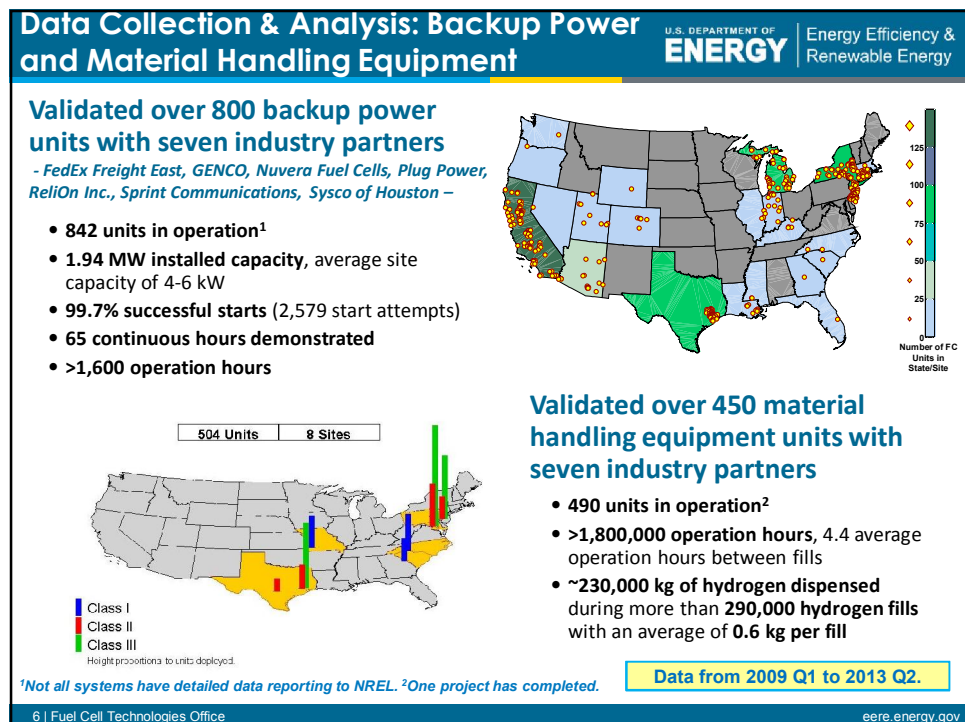 Data Collection & Analysis: Backup Power
and Material Handling Equipment
U.S. DEPARTMENT OF
ENERGY
Energy Efficiency &
Renewable Energy
Validated over 800 backup power
units with seven industry partners
- FedEx Freight East, GENCO, Nuvera Fuel Cells, Plug Power,
ReliOn Inc., Sprint Communications, Sysco of Houston –
• 842 units in operation1
• 1.94 MW installed capacity, average site
capacity of 4-6 kW
• 99.7% successful starts (2,579 start attempts)
• 65 continuous hours demonstrated
• >1,600 operation hours
125
100
75
50
25
0
Number of FC
Units in
State/Site
504 Units 8 Sites
Class I
Class II
Class III
Height proportional to units deployed.
Validated over 450 material
handling equipment units with
seven industry partners
• 490 units in operation2
• >1,800,000 operation hours, 4.4 average
operation hours between fills
• ~230,000 kg of hydrogen dispensed
during more than 290,000 hydrogen fills
with an average of 0.6 kg per fill
Data from 2009 Q1 to 2013 Q2.
1Not all systems have detailed data reporting to NREL. 2One project has completed.
6 | Fuel Cell Technologies Office
eere.energy.gov